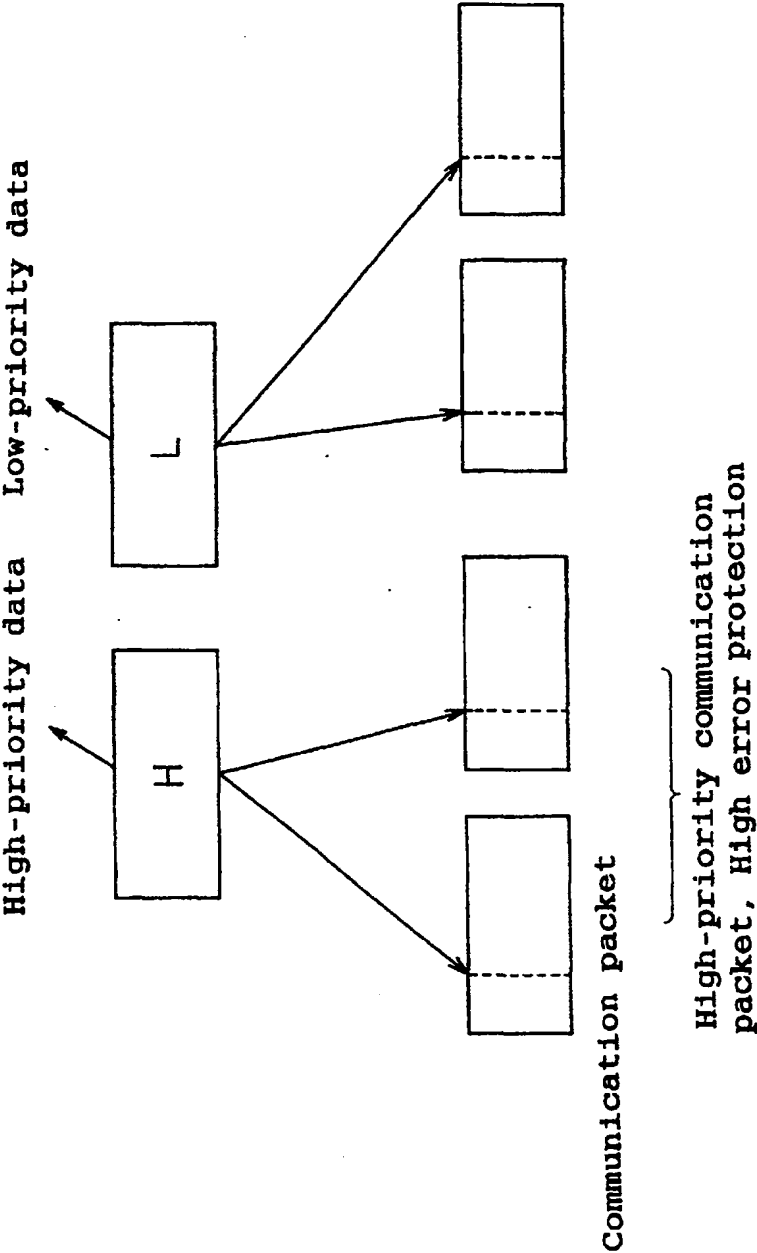 High-priority data
Low-priority data
H
L
Communication packet
High-priority communication
packet, High error protection